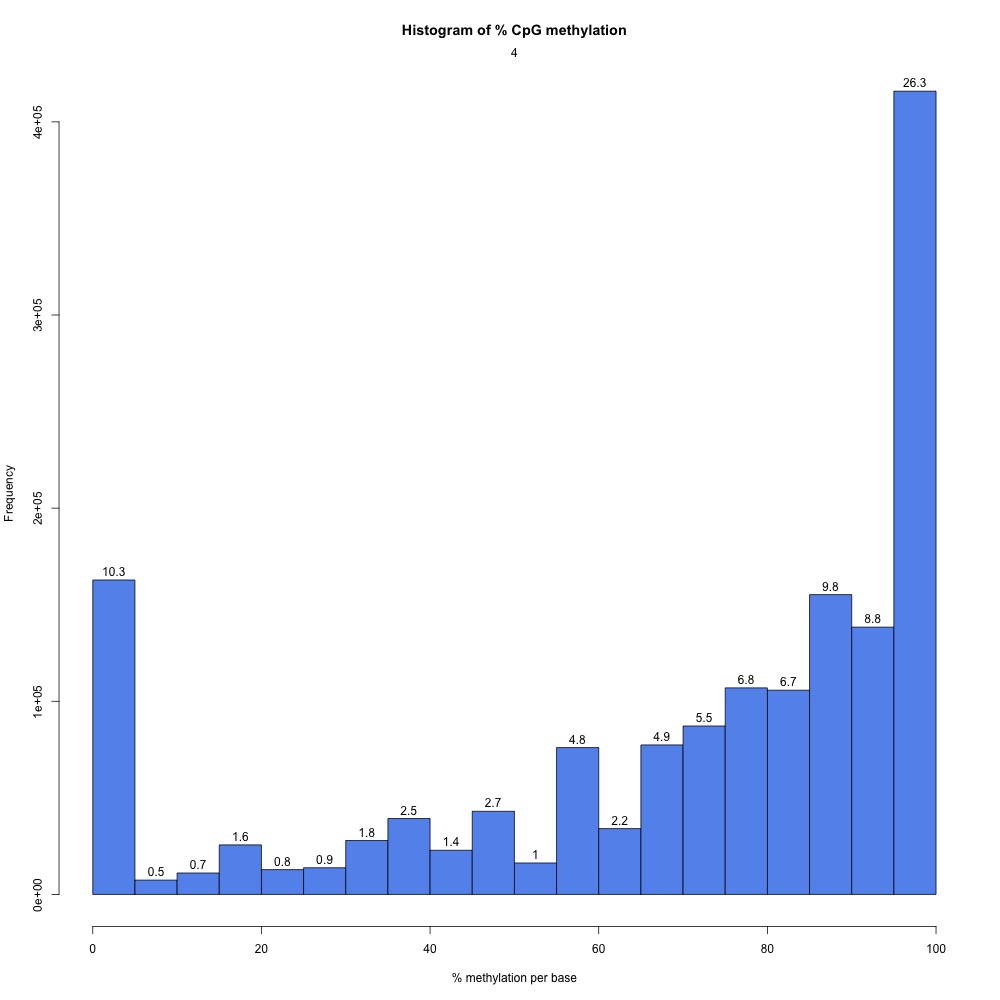 Histogram of % CpG methylation
4
Frequency
4e+05
3e+05
2e+05
1e+05
0e+00
10.3
0.5
0.7
1.6
0.8
0.9
1.8
2.5
1.4
2.7
1
4.8
2.2
4.9
5.5
6.8
6.7
9.8
8.8
26.3
0 20 40 60 80 100
% methylation per base